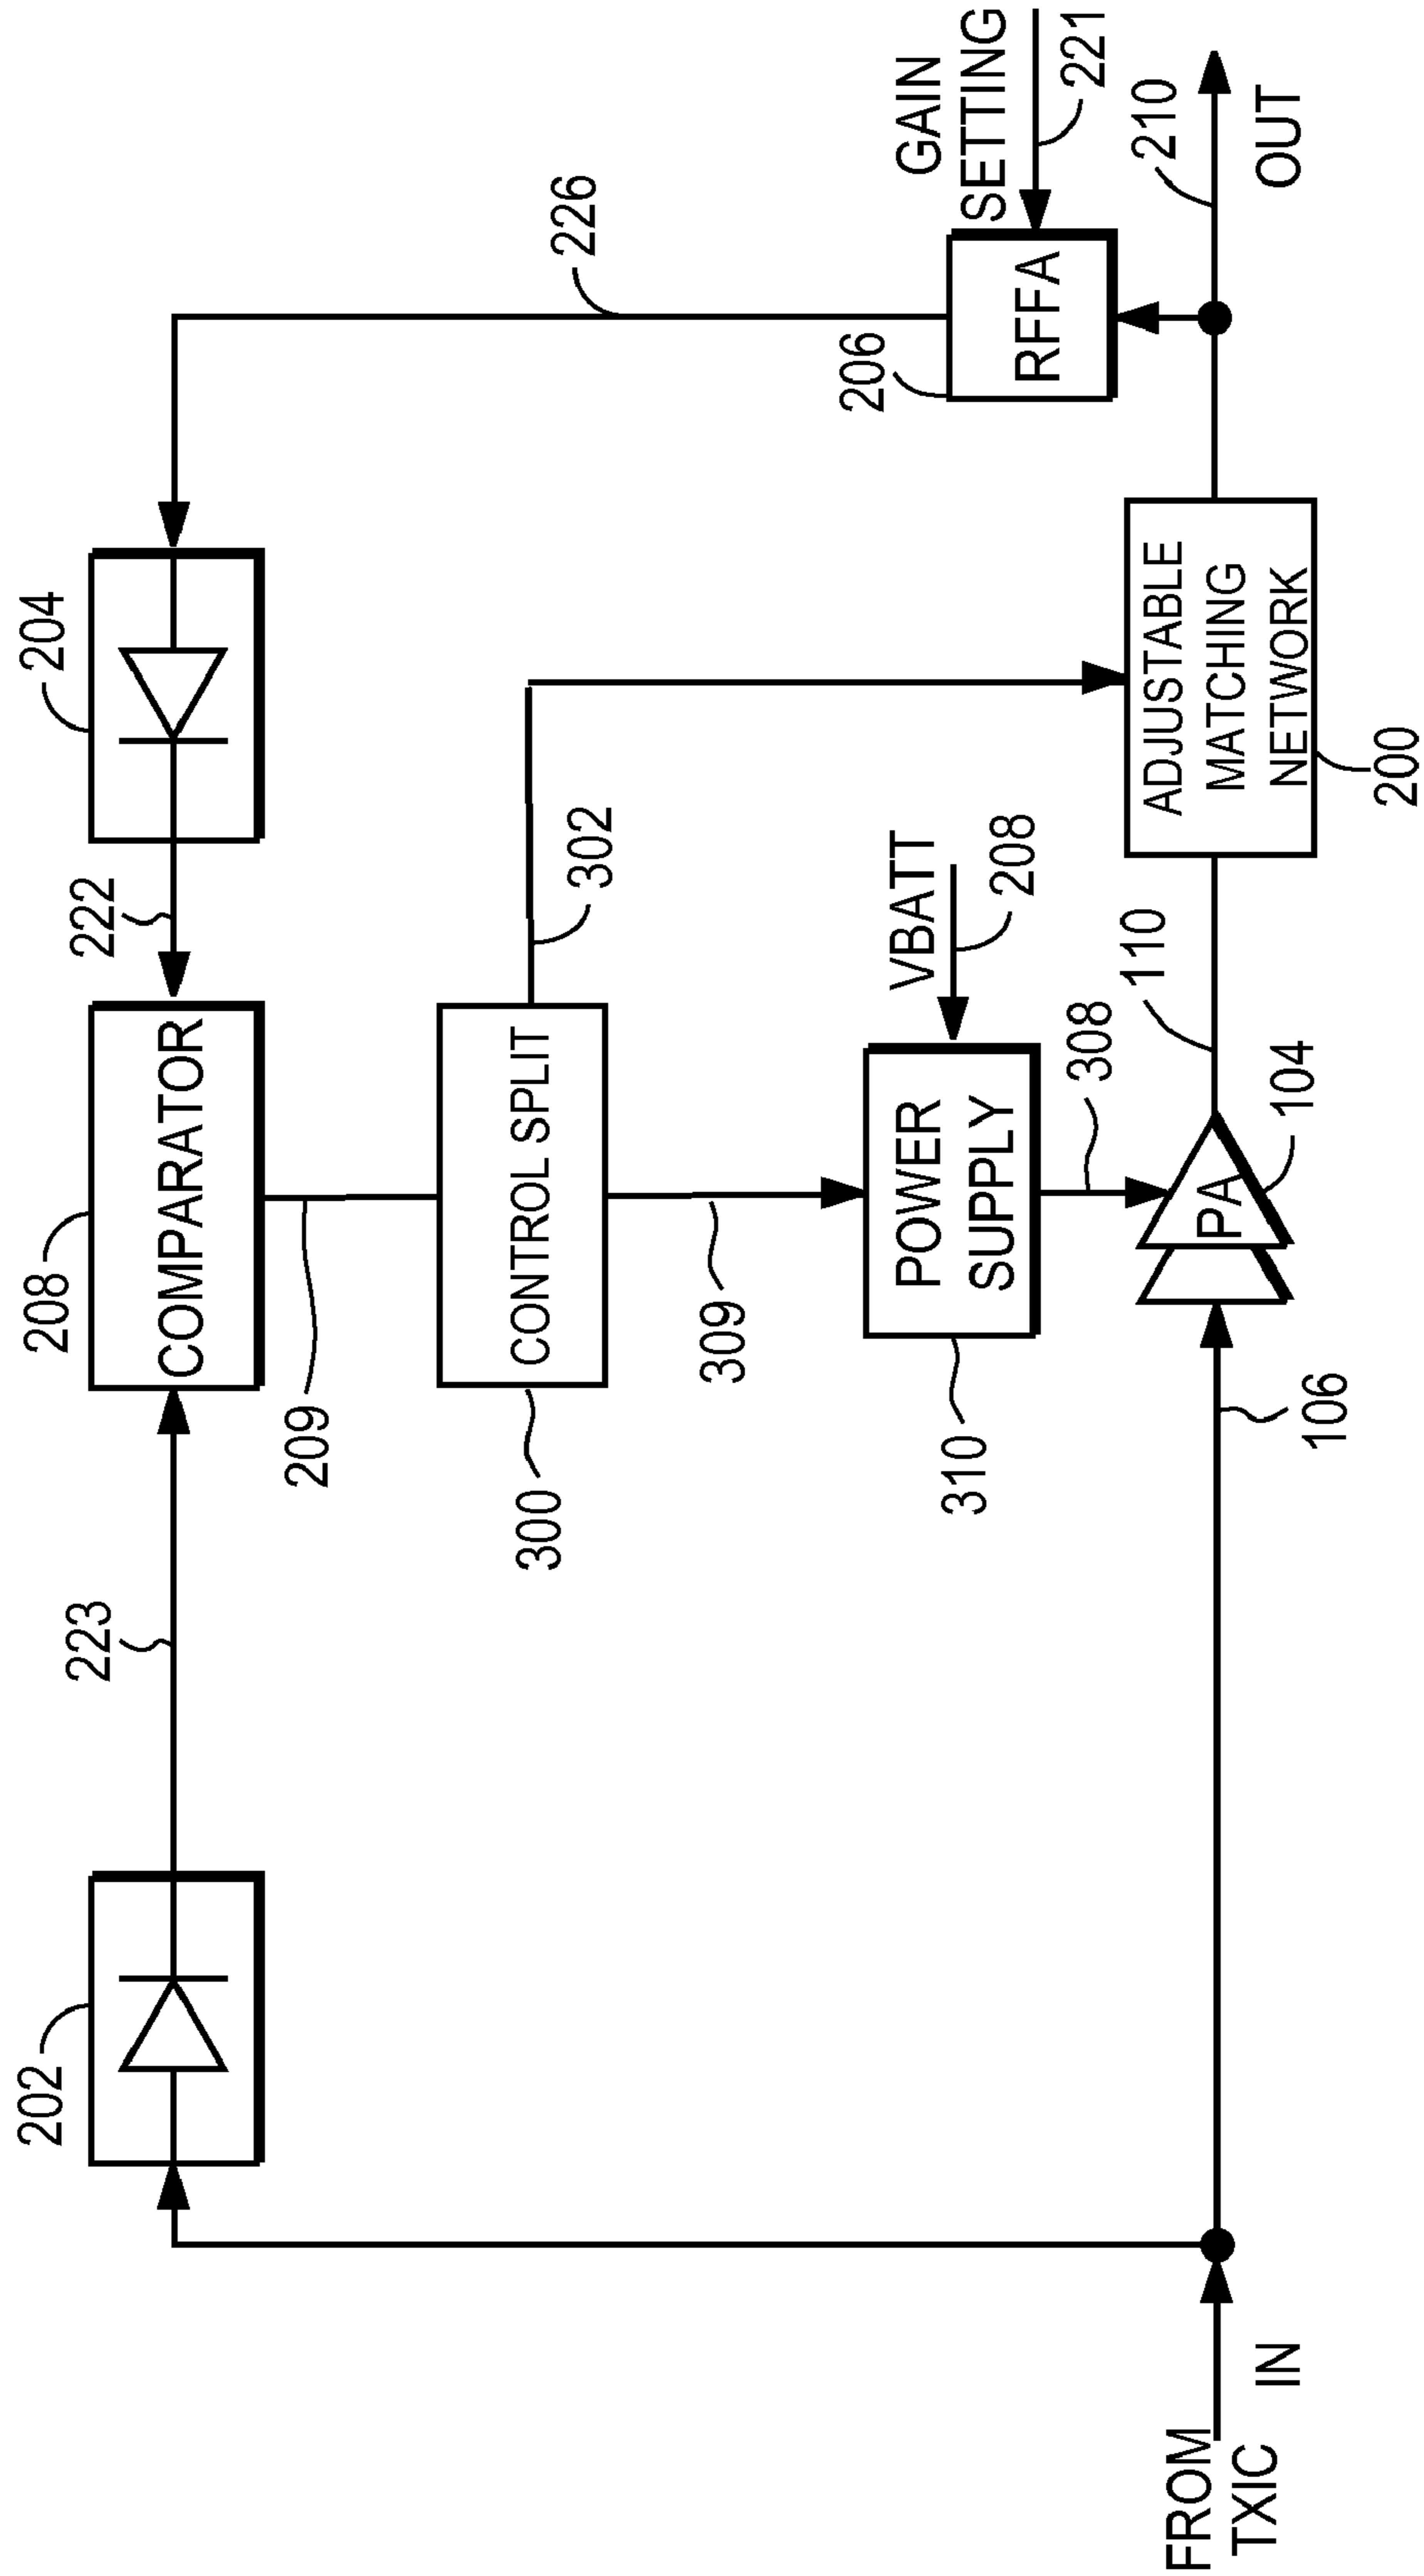 202
223
208
COMPARATOR
222
204
209
300
CONTROL SPLIT
302
226
309
310
POWER
SUPPLY
VBATT
208
308
206
RFFA
GAIN
SETTING
221
FROM
TXIC
IN
106
PA
104
110
ADJUSTABLE
MATCHING
NETWORK
200
210
OUT